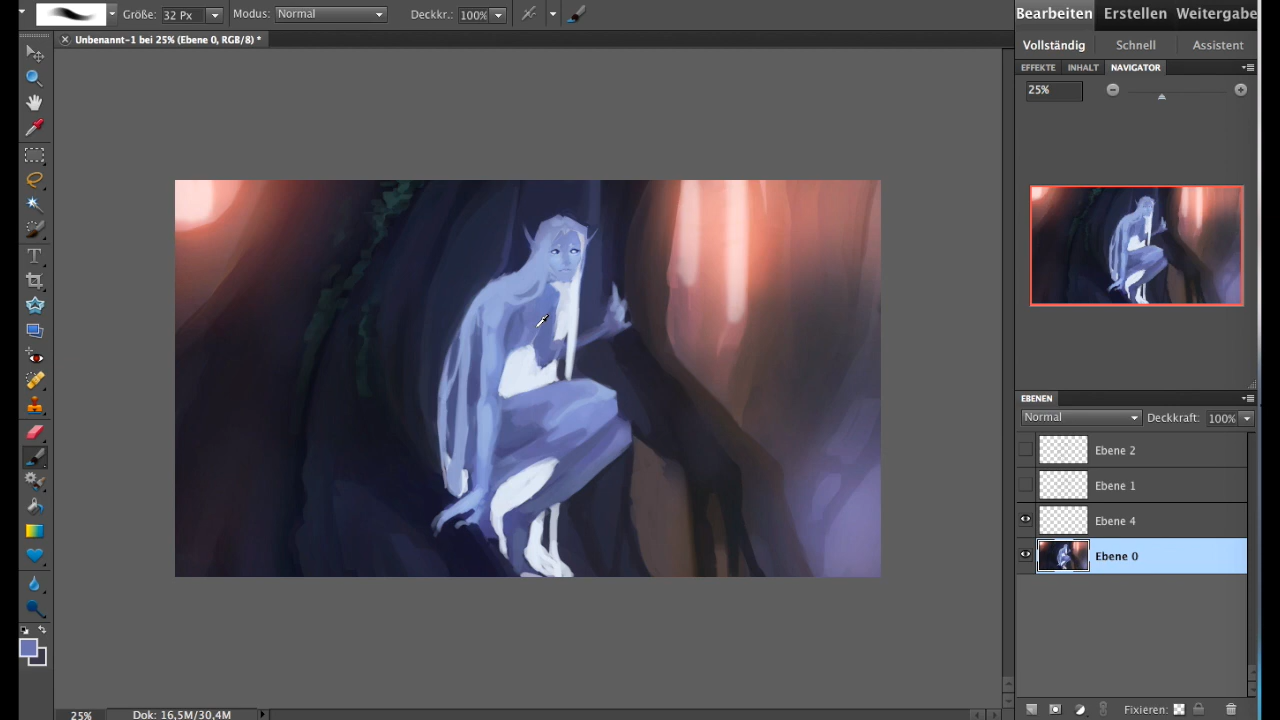 Größe: 32 Px Modus: Normal Deckkr.: 100%
Unbenannt-1 bei 25% (Ebene 0, RGB/8) *
Bearbeiten Erstellen Weitergabe
Vollständig Schnell Assistent
EFFEKTE INHALT NAVIGATOR
25%
EBENEN
Normal Deckkraft: 100%
Ebene 2
Ebene 1
Ebene 4
Ebene 0
Fixieren:
25% Dok: 16,5M/30,4M